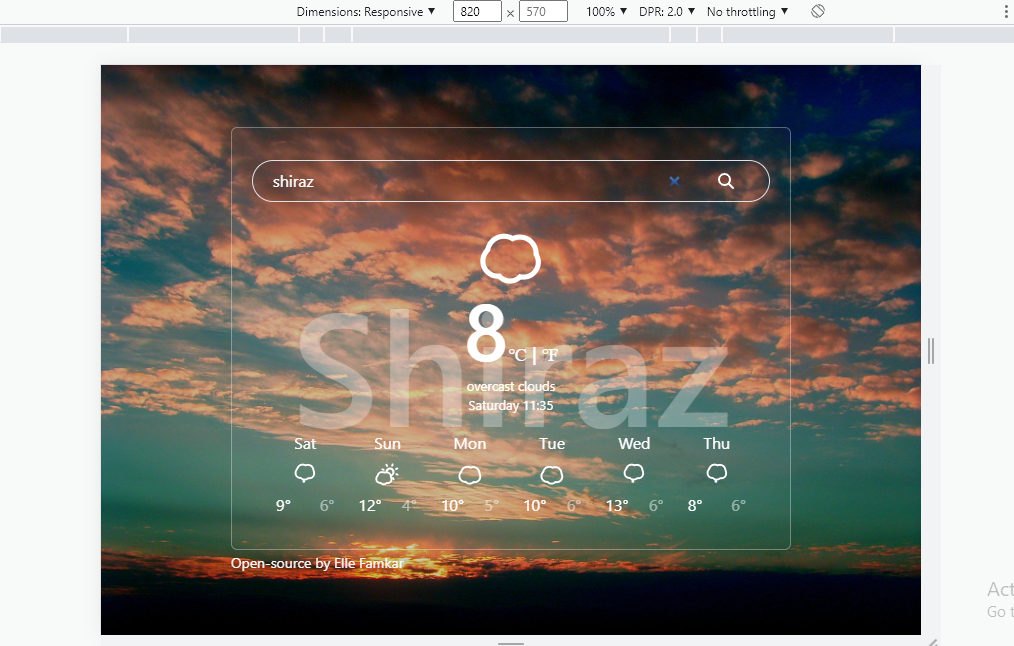 Dimensions: Responsive ▼ 820 × 570 100% ▼ DPR: 2.0 ▼ No throttling ▼
shiraz
Shiraz
8 °C | °F
overcast clouds
Saturday 11:35
Sat Sun Mon Tue Wed Thu
9° 6° 12° 4° 10° 5° 10° 6° 13° 6° 8° 6°
Open-source by Elle Famkar
Act
Go t